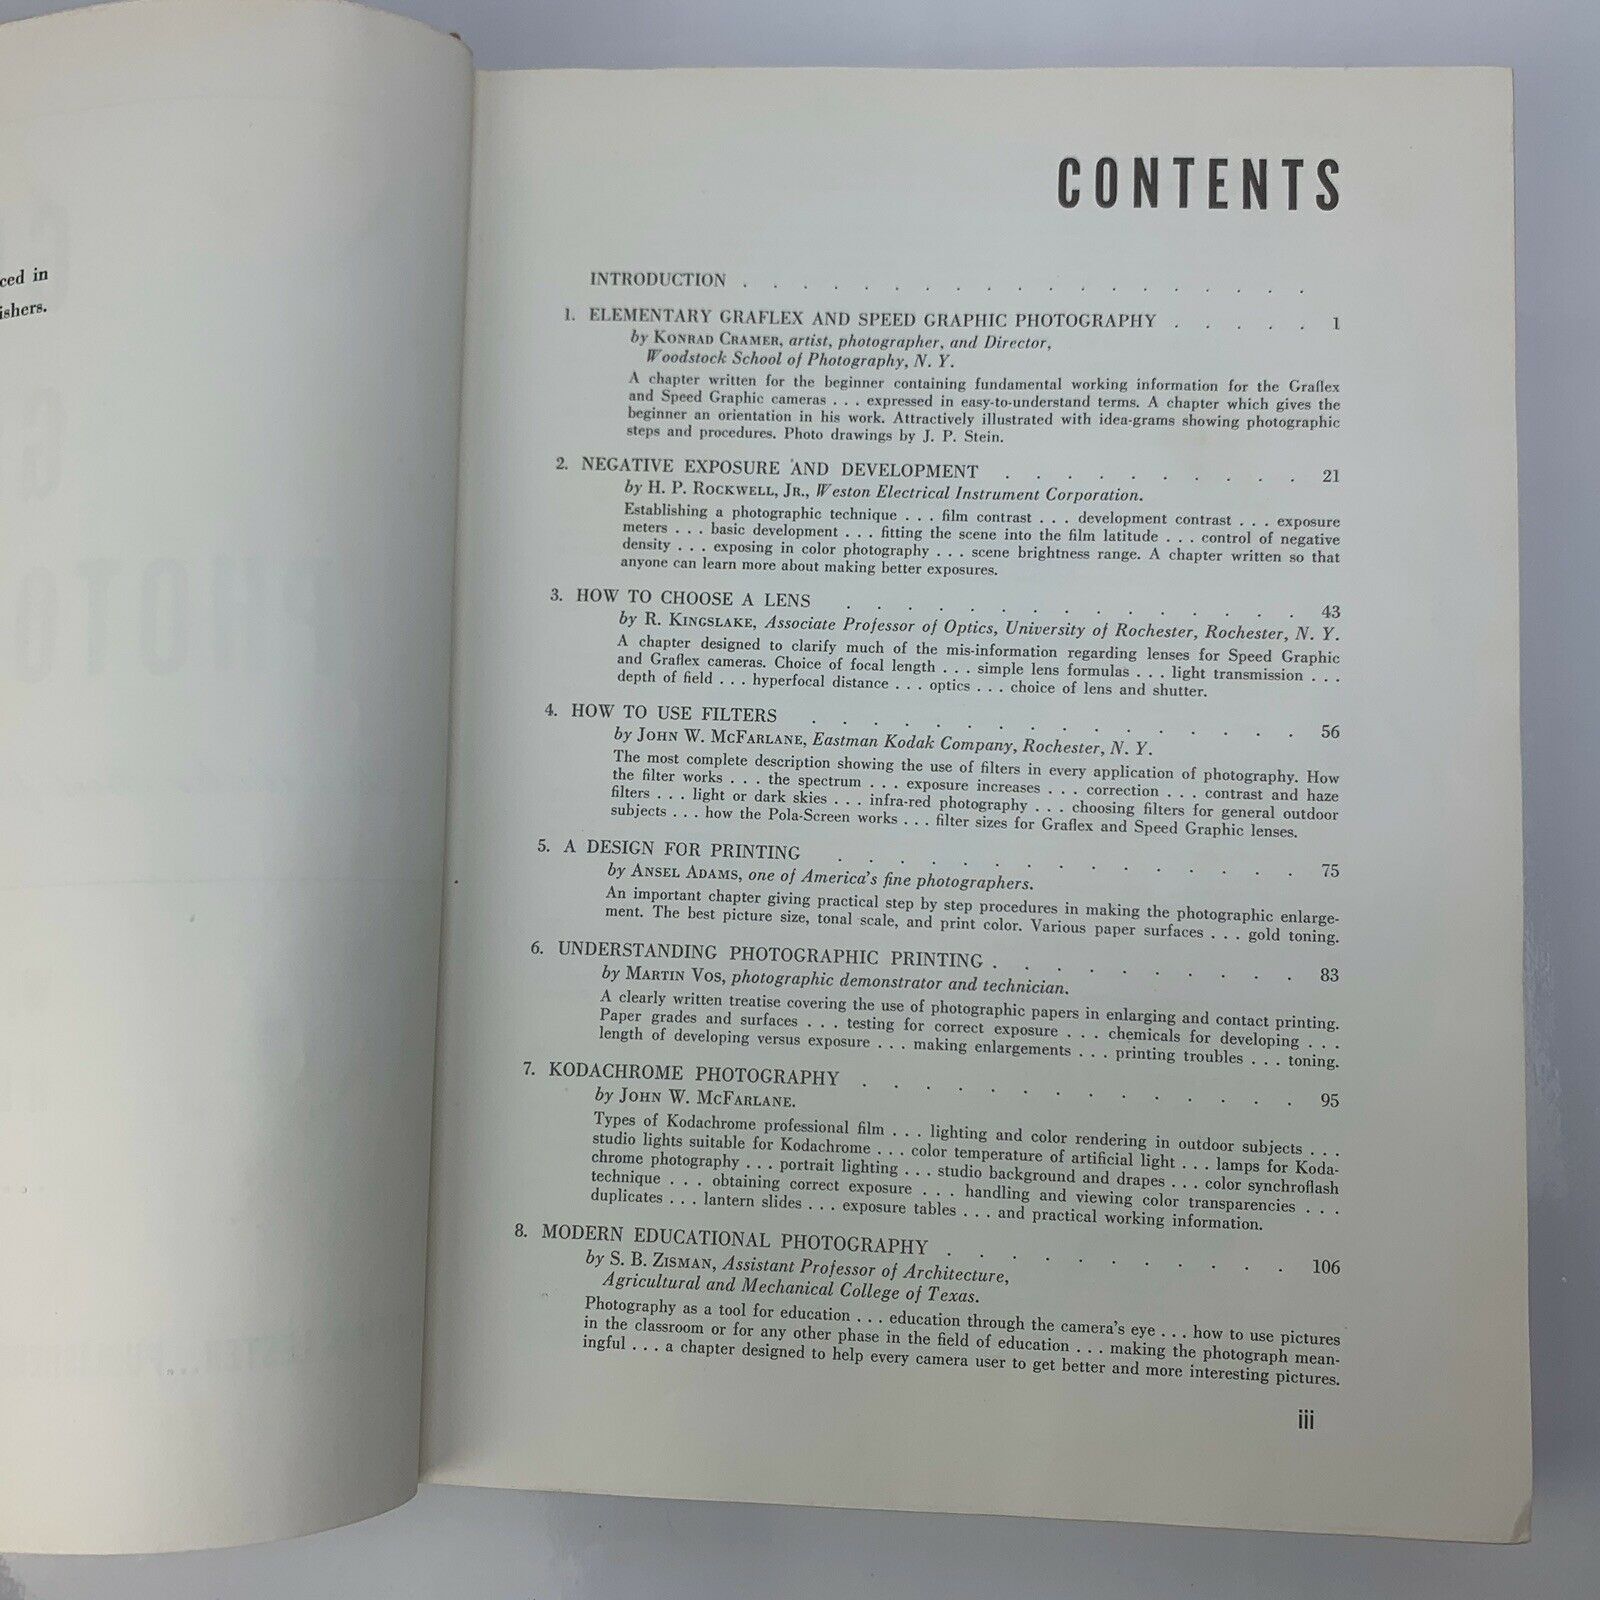 ced in
ishers.
CONTENTS
INTRODUCTION . . . . . . . . . . . . . . . . . . .
1. ELEMENTARY GRAFLEX AND SPEED GRAPHIC PHOTOGRAPHY . . . . . 1
by KONRAD CRAMER, artist, photographer, and Director,
Woodstock School of Photography, N. Y.
A chapter written for the beginner containing fundamental working information for the Graflex
and Speed Graphic cameras . . . expressed in easy-to-understand terms. A chapter which gives the
beginner an orientation in his work. Attractively illustrated with idea-grams showing photographic
steps and procedures. Photo drawings by J. P. Stein.
2. NEGATIVE EXPOSURE AND DEVELOPMENT . . . . . . . . . . 21
by H. P. ROCKWELL, JR., Weston Electrical Instrument Corporation.
Establishing a photographic technique . . . film contrast . . . development contrast . . . exposure
meters . . . basic development . . . fitting the scene into the film latitude . . . control of negative
density . . . exposing in color photography . . . scene brightness range. A chapter written so that
anyone can learn more about making better exposures.
3. HOW TO CHOOSE A LENS . . . . . . . . . . . . . . . 43
by R. KINGSLAKE, Associate Professor of Optics, University of Rochester, Rochester, N. Y.
A chapter designed to clarify much of the mis-information regarding lenses for Speed Graphic
and Graflex cameras. Choice of focal length . . . simple lens formulas . . . light transmission . . .
depth of field . . . hyperfocal distance . . . optics . . . choice of lens and shutter.
4. HOW TO USE FILTERS . . . . . . . . . . . . . . . . 56
by JOHN W. MCFARLANE, Eastman Kodak Company, Rochester, N. Y.
The most complete description showing the use of filters in every application of photography. How
the filter works . . . the spectrum . . . exposure increases . . . correction . . . contrast and haze
filters . . . light or dark skies . . . infra-red photography . . . choosing filters for general outdoor
subjects . . . how the Pola-Screen works . . . filter sizes for Graflex and Speed Graphic lenses.
5. A DESIGN FOR PRINTING . . . . . . . . . . . . . . . 75
by ANSEL ADAMS, one of America's fine photographers.
An important chapter giving practical step by step procedures in making the photographic enlarge-
ment. The best picture size, tonal scale, and print color. Various paper surfaces . . . gold toning.
6. UNDERSTANDING PHOTOGRAPHIC PRINTING . . . . . . . . . . 83
by MARTIN VOS, photographic demonstrator and technician.
A clearly written treatise covering the use of photographic papers in enlarging and contact printing.
Paper grades and surfaces . . . testing for correct exposure . . . chemicals for developing . . .
length of developing versus exposure . . . making enlargements . . . printing troubles . . . toning.
7. KODACHROME PHOTOGRAPHY . . . . . . . . . . . . . . 95
by JOHN W. MCFARLANE.
Types of Kodachrome professional film . . . lighting and color rendering in outdoor subjects . . .
studio lights suitable for Kodachrome . . . color temperature of artificial light . . . lamps for Koda-
chrome photography . . . portrait lighting . . . studio background and drapes . . . color synchroflash
technique . . . obtaining correct exposure . . . handling and viewing color transparencies . . .
duplicates . . . lantern slides . . . exposure tables . . . and practical working information.
8. MODERN EDUCATIONAL PHOTOGRAPHY . . . . . . . . . . . 106
by S. B. ZISMAN, Assistant Professor of Architecture,
Agricultural and Mechanical College of Texas.
Photography as a tool for education . . . education through the camera's eye . . . how to use pictures
in the classroom or for any other phase in the field of education . . . making the photograph mean-
ingful . . . a chapter designed to help every camera user to get better and more interesting pictures.
iii